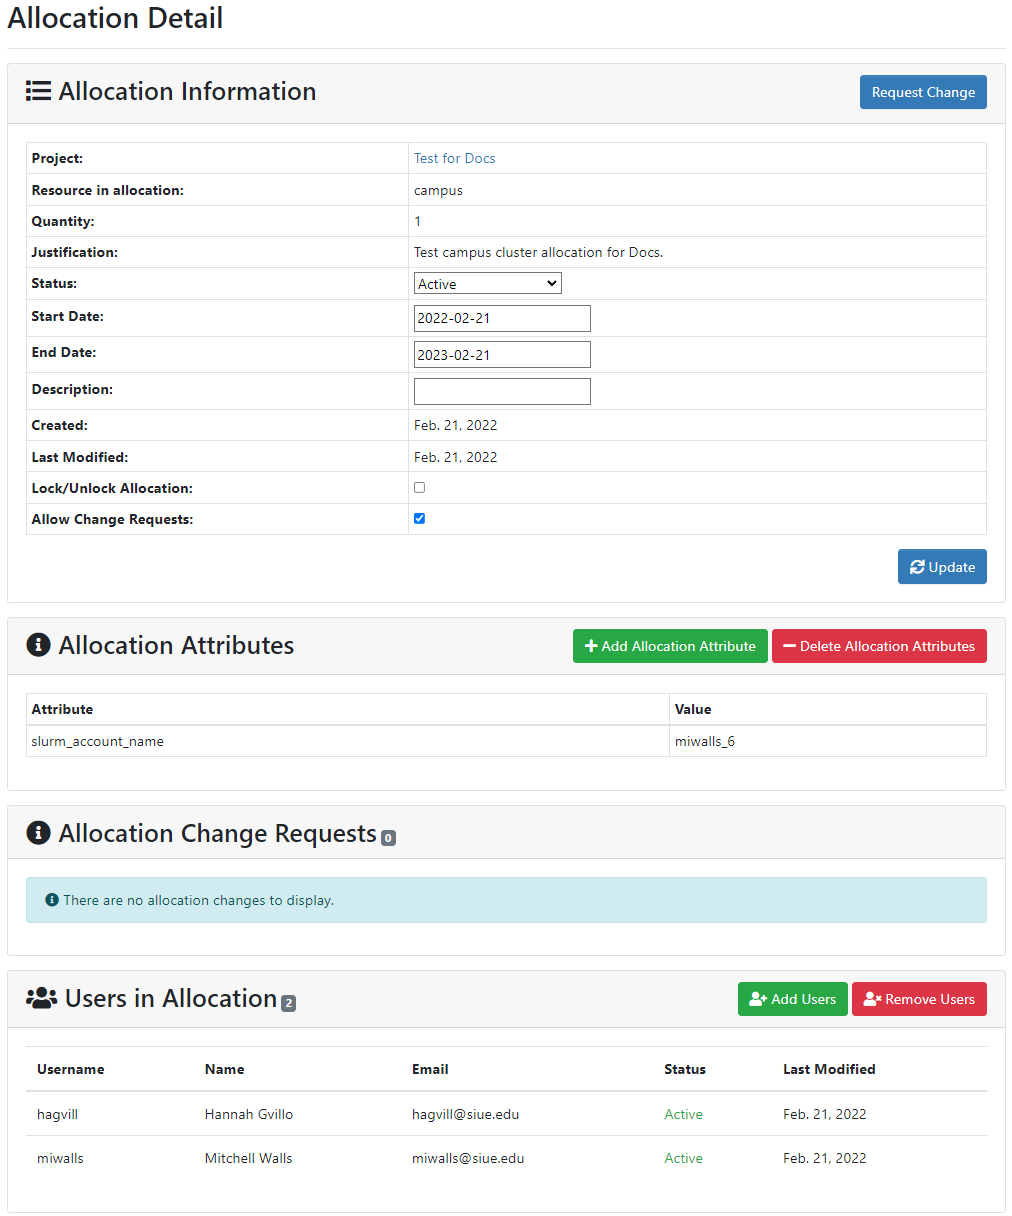 Allocation Detail
Allocation Information
Request Change
Project: Test for Docs
Resource in allocation: campus
Quantity: 1
Justification: Test campus cluster allocation for Docs.
Status: Active
Start Date: 2022-02-21
End Date: 2023-02-21
Description:
Created: Feb. 21, 2022
Last Modified: Feb. 21, 2022
Lock/Unlock Allocation:
Allow Change Requests:
Update
Allocation Attributes
Add Allocation Attribute
Delete Allocation Attributes
Attribute Value
slurm_account_name miwalls_6
Allocation Change Requests 0
There are no allocation changes to display.
Users in Allocation 2
Add Users
Remove Users
Username Name Email Status Last Modified
hagvill Hannah Gvillo hagvill@siue.edu Active Feb. 21, 2022
miwalls Mitchell Walls miwalls@siue.edu Active Feb. 21, 2022